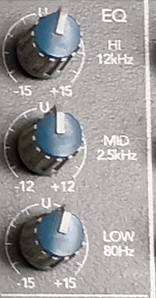 U
EQ
HI
12kHz
-15 +15
U
MID
2.5kHz
-12 +12
U
LOW
80Hz
-15 +15